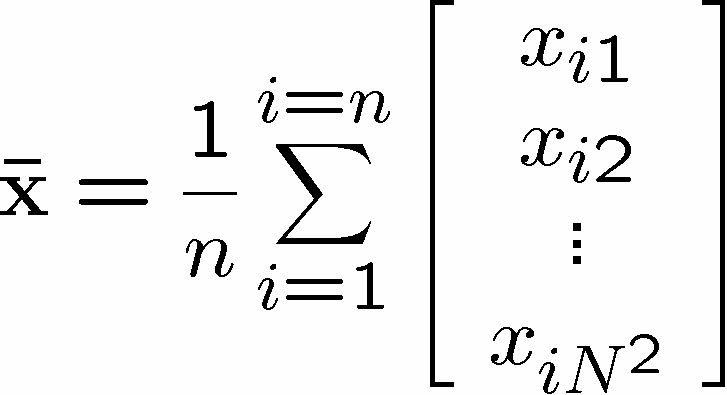 x̄ = 1/n ∑_{i=1}^{i=n} [
x_{i1}
x_{i2}
⋮
x_{iN²}
]